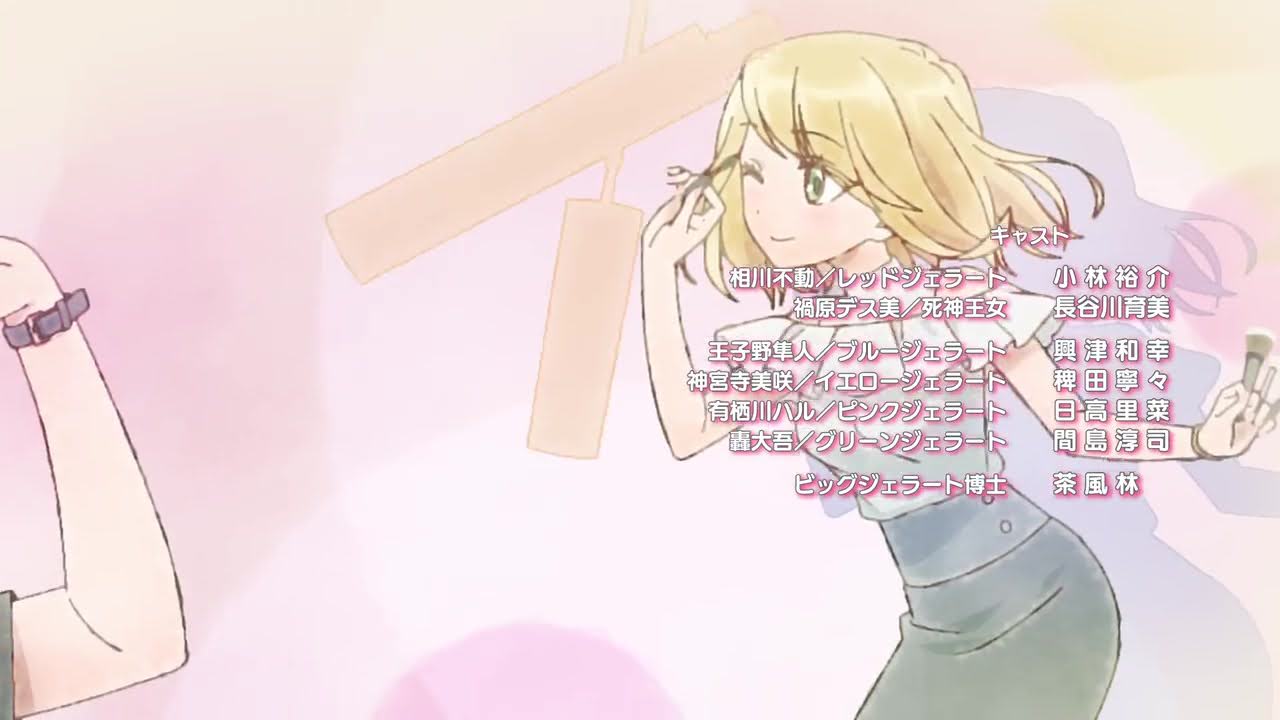 キャスト
相川不動／レッドジェラート 小林裕介
禍原デス美／死神王女 長谷川育美
王子野隼人／ブルージェラート 興津和幸
神宮寺美咲／イエロージェラート 稗田寧々
有栖川ハル／ピンクジェラート 日高里菜
轟大吾／グリーンジェラート 間島淳司
ビッグジェラート博士 茶風林